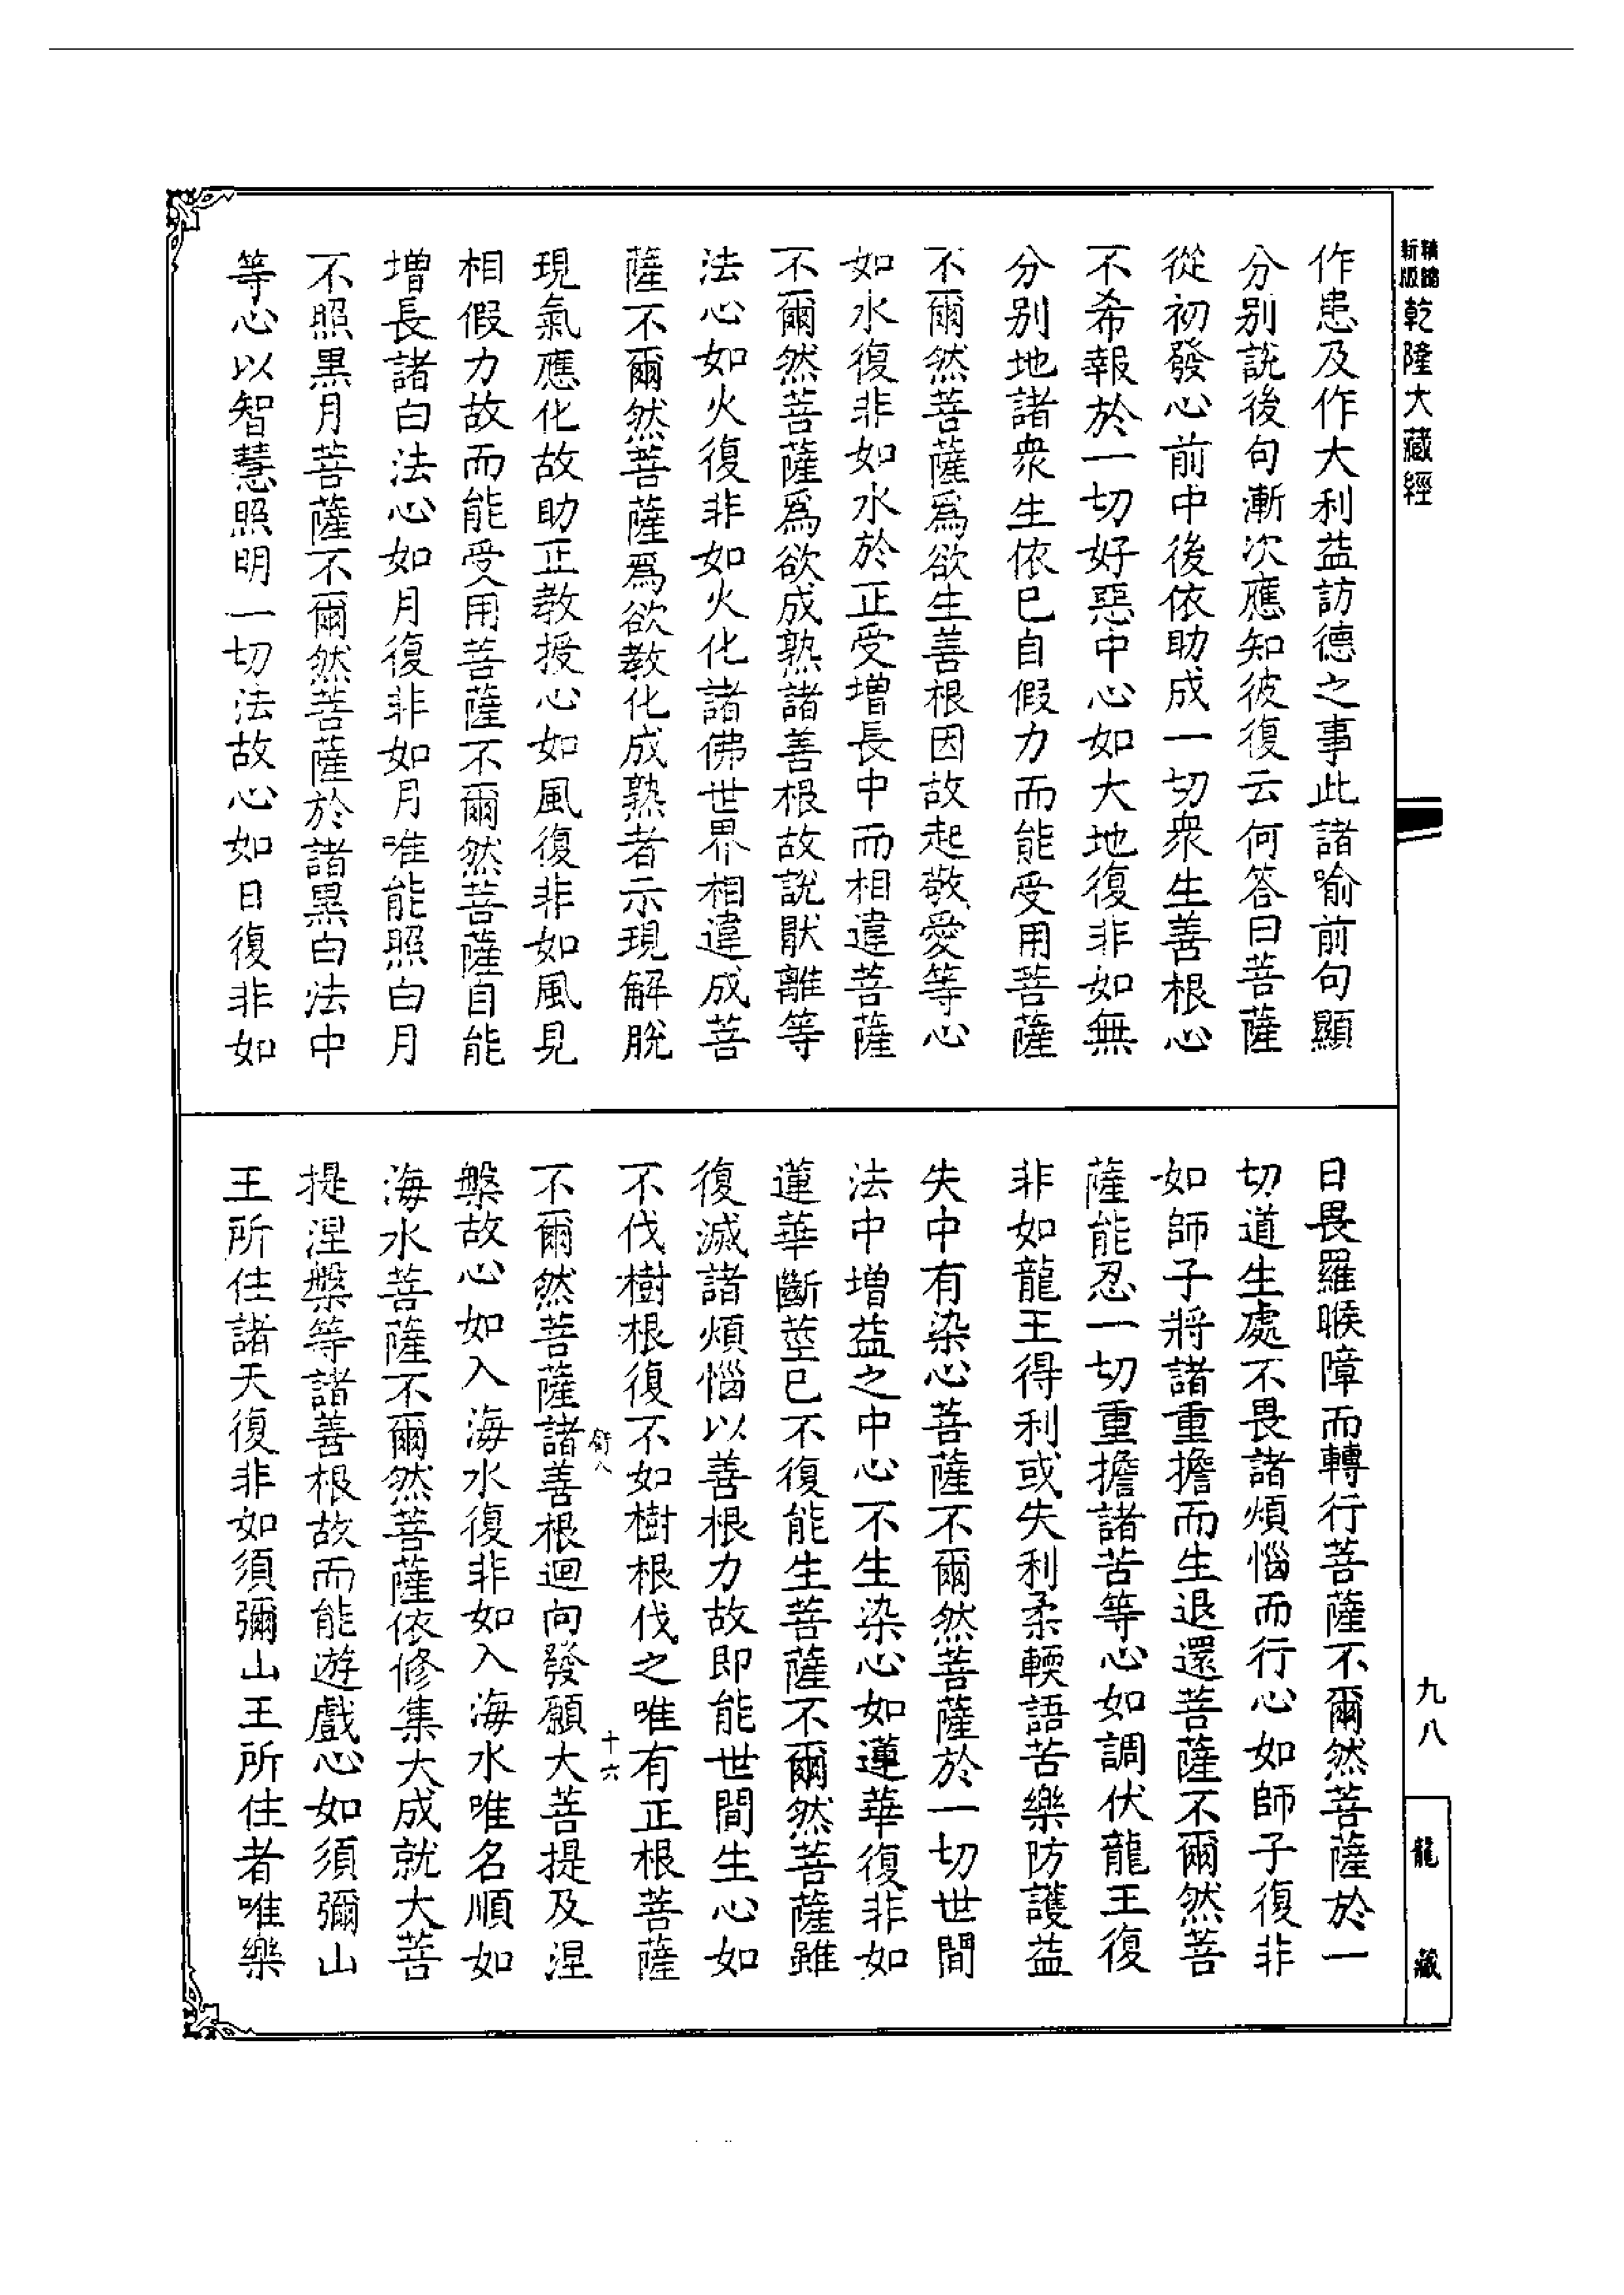 精縮新版乾隆大藏經
作患及作大利益訪德之事此諸喻前句顯
分別說後句漸次應知彼復云何答曰菩薩
從初發心前中後依助成一切衆生善根心
不希報於一切好惡中心如大地復非如無
分別地諸衆生依已自假力而能受用菩薩
不爾然菩薩爲欲生善根因故起敬愛等心
如水復非如水於正受增長中而相違菩薩
不爾然菩薩爲欲成熟諸善根故說猒離等
法心如火復非如火化諸佛世界相違成菩
薩不爾然菩薩爲欲教化成熟者示現解脫
現氣應化故助正教授心如風復非如風見
相假力故而能受用菩薩不爾然菩薩自能
增長諸白法心如月復非如月唯能照白月
不照黒月菩薩不爾然菩薩於諸黒白法中
等心以智慧照明一切法故心如日復非如
日畏羅睺障而轉行菩薩不爾然菩薩於一
切道生處不畏諸煩惱而行心如師子復非
如師子將諸重擔而生退還菩薩不爾然菩
薩能忍一切重擔諸苦等心如調伏龍王復
非如龍王得利或失利柔輭語苦樂防護益
失中有染心菩薩不爾然菩薩於一切世間
法中增益之中心不生染心如蓮華復非如
蓮華斷莖已不復能生菩薩不爾然菩薩雖
復滅諸煩惱以善根力故即能世間生心如
不伐樹根復不如樹根伐之唯有正根菩薩
十六
不爾然菩薩諸善根迴向發願大菩提及涅
槃故心如入海水復非如入海水唯名順如
海水菩薩不爾然菩薩依修集大成就大菩
提涅槃等諸善根故而能遊戲心如須彌山
王所住諸天復非如須彌山王所住者唯樂
九八
龍藏